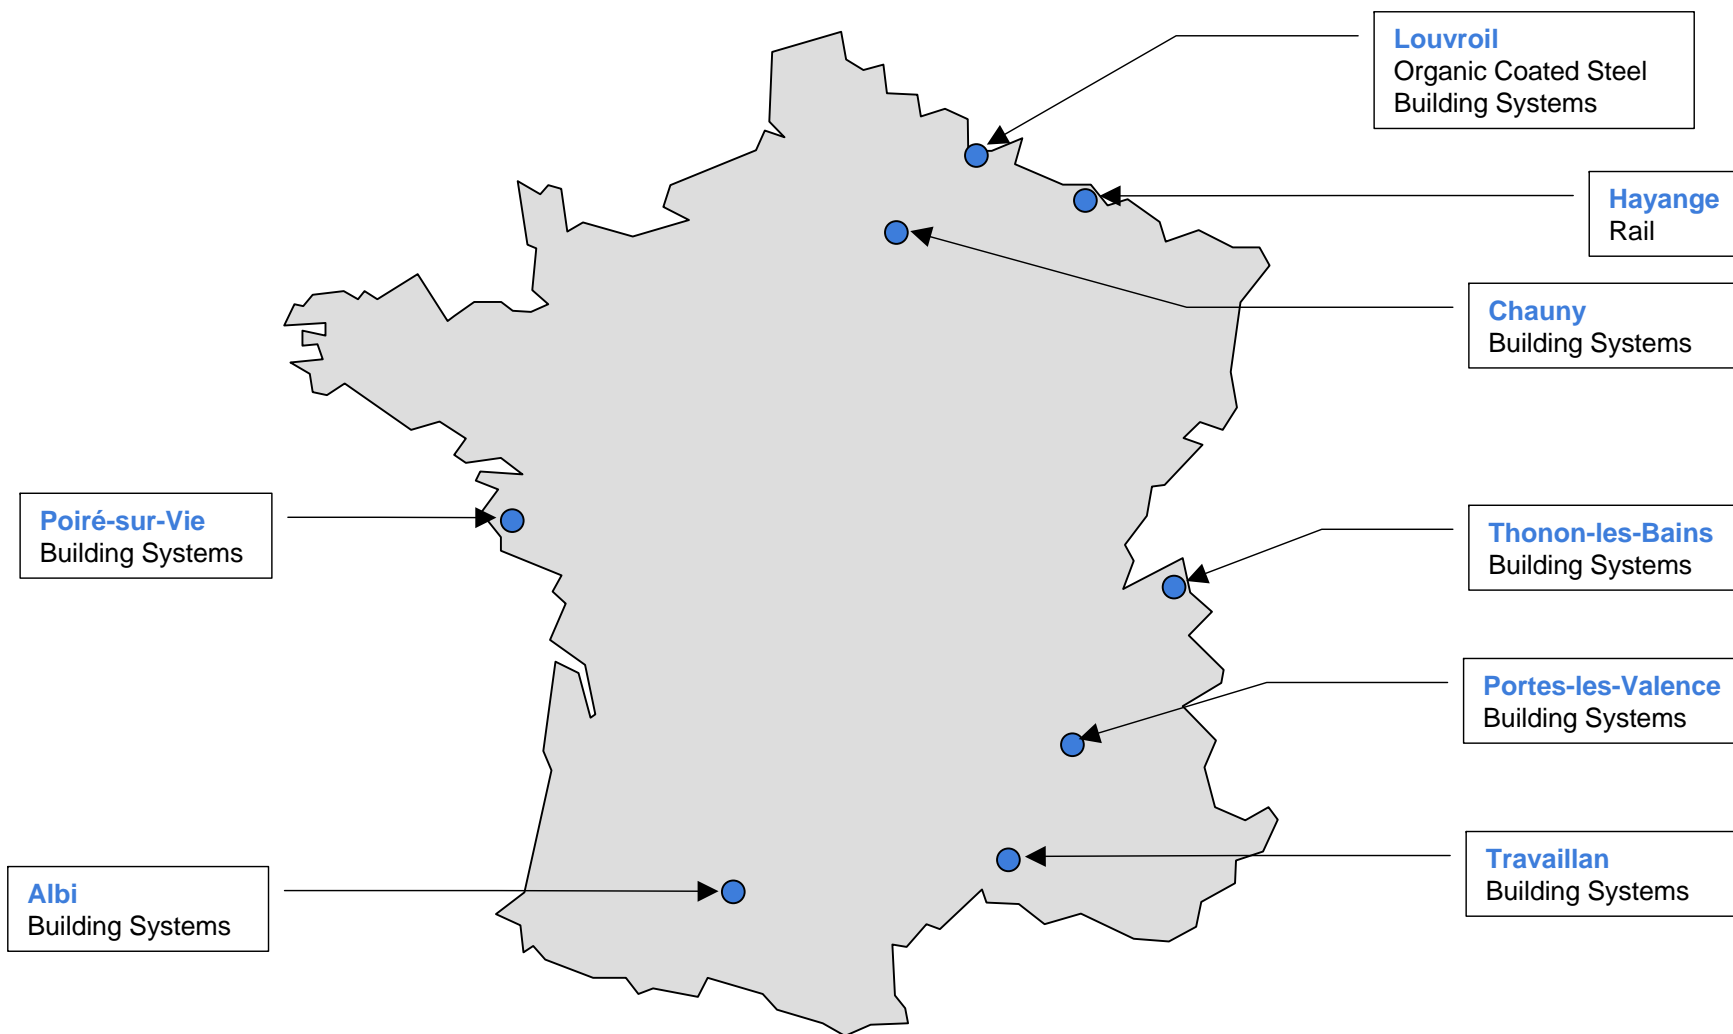 Louvroil
Organic Coated Steel
Building Systems
Hayange
Rail
Chauny
Building Systems
Poiré-sur-Vie
Building Systems
Thonon-les-Bains
Building Systems
Portes-les-Valence
Building Systems
Travaillan
Building Systems
Albi
Building Systems